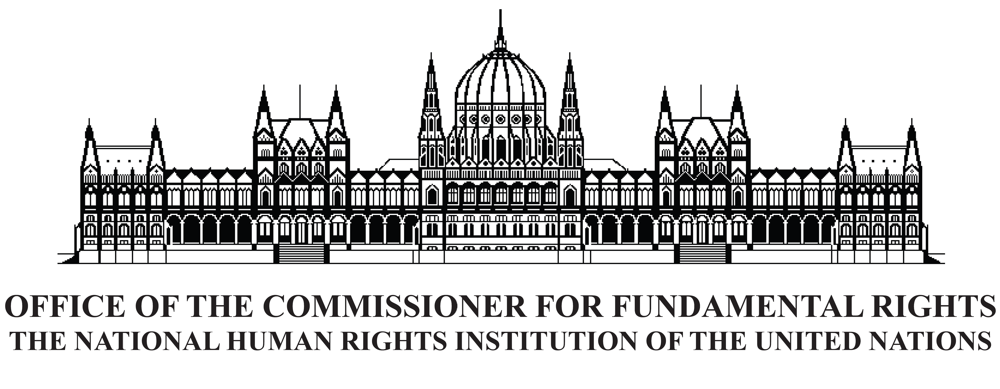 OFFICE OF THE COMMISSIONER FOR FUNDAMENTAL RIGHTS
THE NATIONAL HUMAN RIGHTS INSTITUTION OF THE UNITED NATIONS